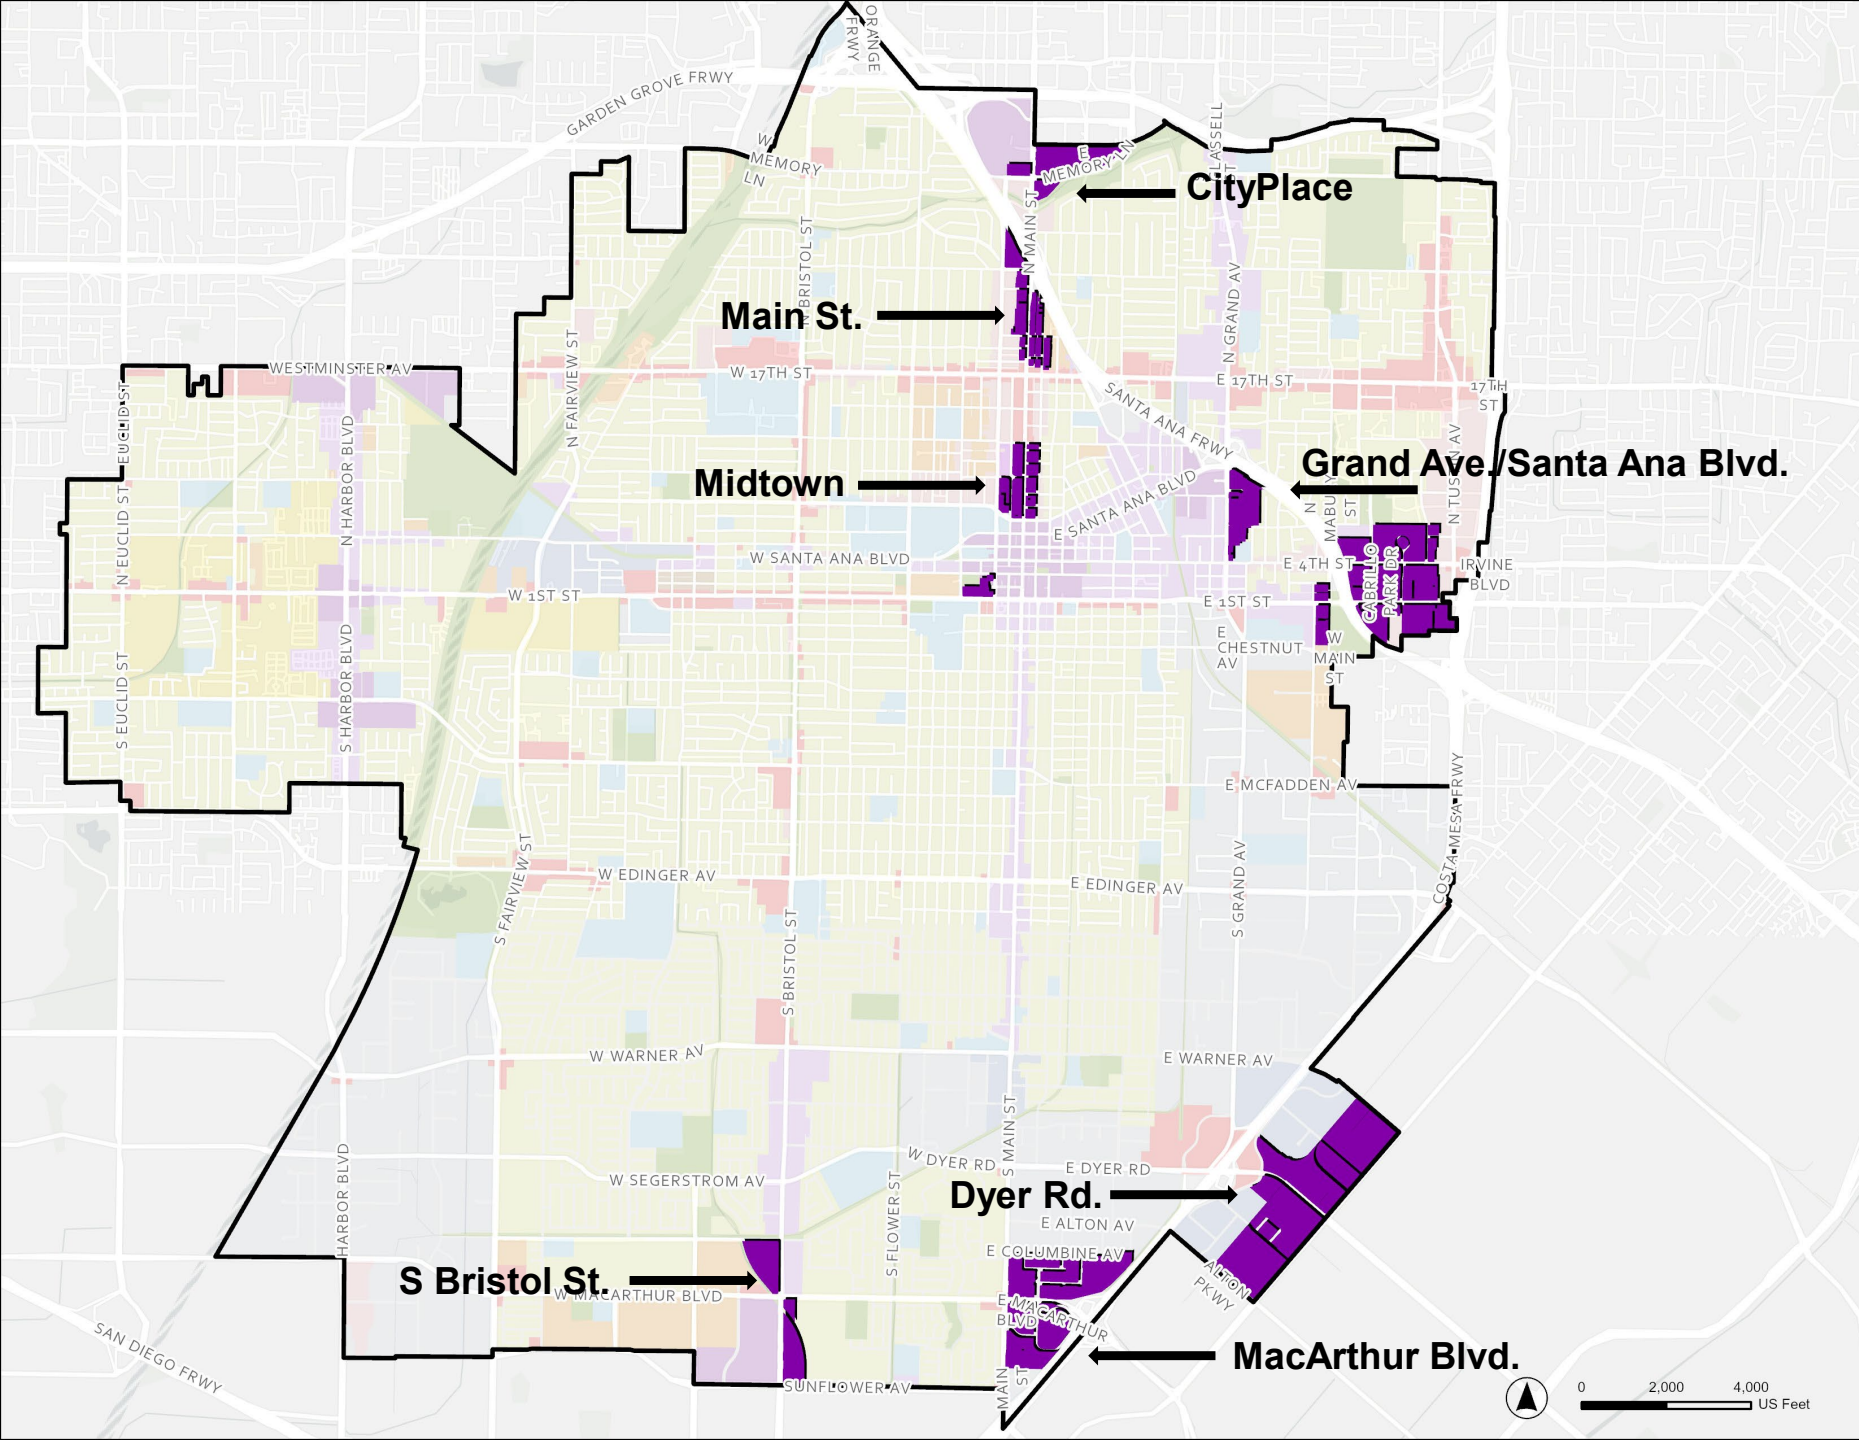 ORANGE
FRWY
GARDEN GROVE FRWY
W
MEMORY
LN
E
MEMORY LN
GLASSELL
ST
CityPlace
N BRISTOL ST
N MAIN ST
N GRAND AV
Main St.
N FAIRVIEW ST
WESTMINSTER AV
W 17TH ST
E 17TH ST
17TH
ST
SANTA ANA FRWY
N EUCLID ST
N HARBOR BLVD
N TUSTIN AV
Grand Ave./Santa Ana Blvd.
Midtown
E SANTA ANA BLVD
N
MABURY
ST
W SANTA ANA BLVD
E 4TH ST
CABRILLO
PARK DR
IRVINE
BLVD
N EUCLID ST
W 1ST ST
E 1ST ST
E
CHESTNUT
AV
W
MAIN
ST
S EUCLID ST
S HARBOR BLVD
E MCFADDEN AV
COSTA MESA FRWY
S FAIRVIEW ST
W EDINGER AV
E EDINGER AV
S GRAND AV
S BRISTOL ST
W WARNER AV
E WARNER AV
S MAIN ST
HARBOR BLVD
W SEGERSTROM AV
W DYER RD
E DYER RD
S FLOWER ST
Dyer Rd.
E ALTON AV
E COLUMBINE AV
S Bristol St.
W MACARTHUR BLVD
E MACARTHUR
BLVD
ALTON
PKWY
SAN DIEGO FRWY
MacArthur Blvd.
SUNFLOWER AV
MAIN
ST
0 2,000 4,000
US Feet